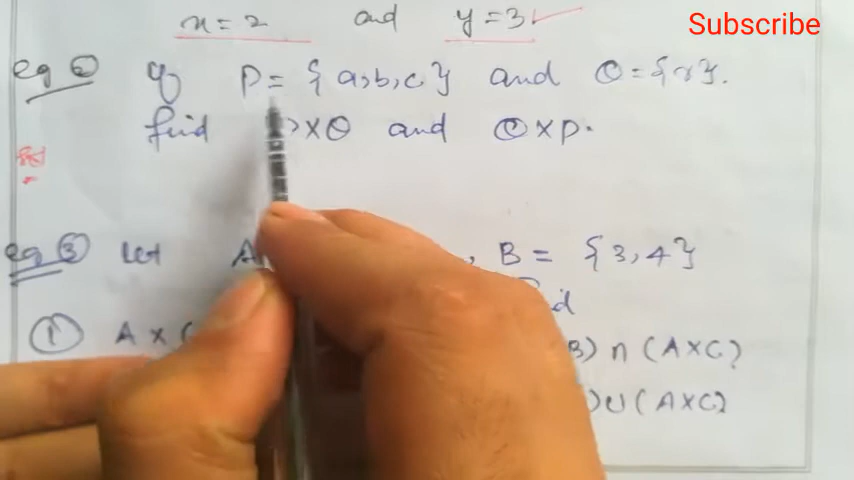 x = 2 and y = 3
Subscribe
eg ② If P = {a, b, c} and Q = {r}.
find P×Q and Q×P.
eg ③ Let A , B = {3, 4}
① A × (
B) ∩ (A×C)
) ∪ (A×C)